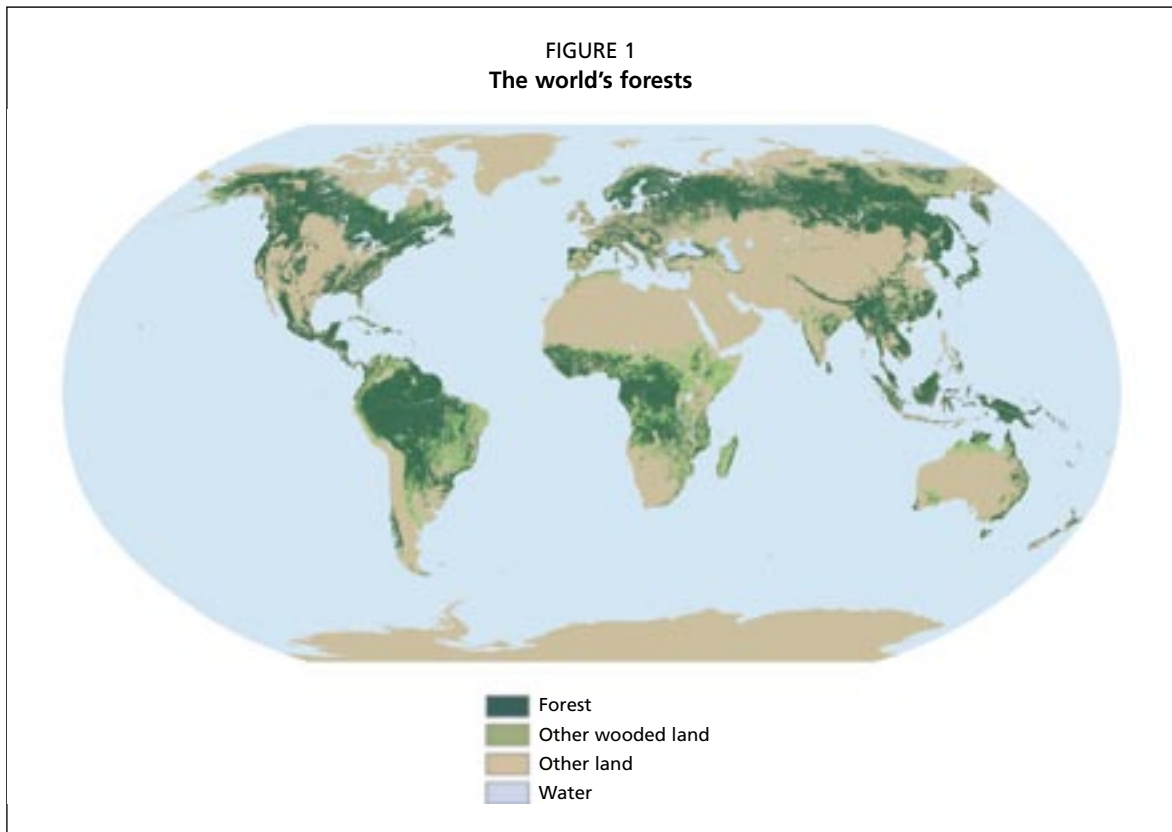 FIGURE 1
The world's forests
Forest
Other wooded land
Other land
Water